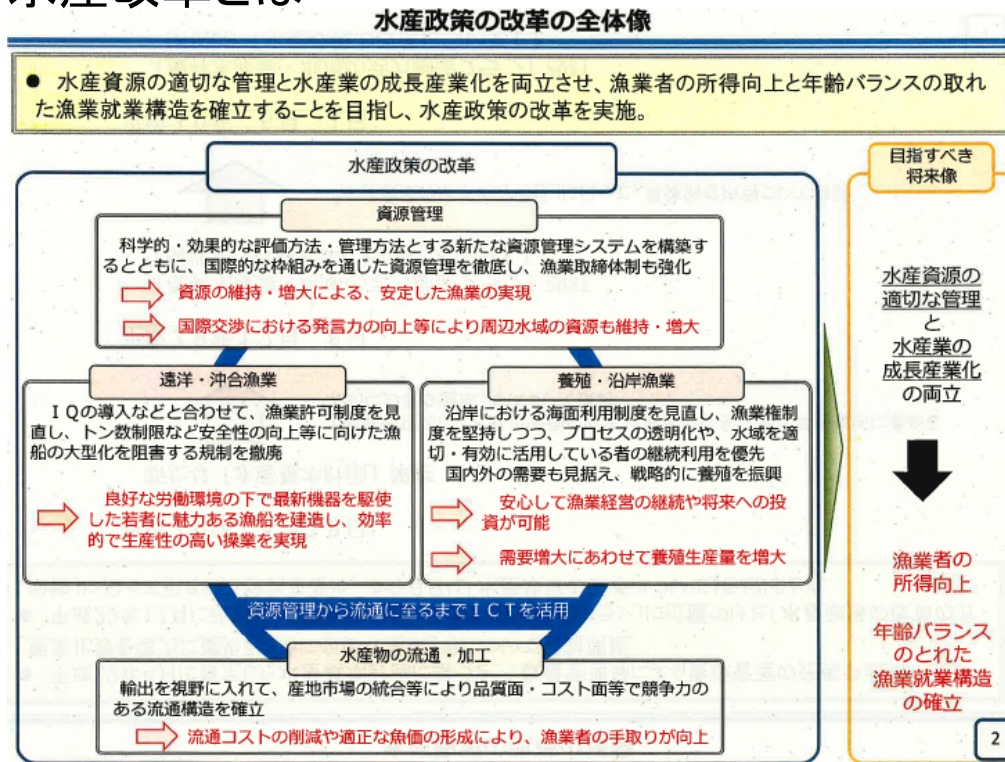 水産改革とは
水産政策の改革の全体像
● 水産資源の適切な管理と水産業の成長産業化を両立させ、漁業者の所得向上と年齢バランスの取れ
た漁業就業構造を確立することを目指し、水産政策の改革を実施。
水産政策の改革
資源管理
科学的・効果的な評価方法・管理方法とする新たな資源管理システムを構築す
るとともに、国際的な枠組みを通じた資源管理を徹底し、漁業取締体制も強化
資源の維持・増大による、安定した漁業の実現
国際交渉における発言力の向上等により周辺水域の資源も維持・増大
遠洋・沖合漁業
ＩＱの導入などと合わせて、漁業許可制度を見
直し、トン数制限など安全性の向上等に向けた漁
船の大型化を阻害する規制を撤廃
良好な労働環境の下で最新機器を駆使
した若者に魅力ある漁船を建造し、効率
的で生産性の高い操業を実現
養殖・沿岸漁業
沿岸における海面利用制度を見直し、漁業権制
度を堅持しつつ、プロセスの透明化や、水域を適
切・有効に活用している者の継続利用を優先
国内外の需要も見据え、戦略的に養殖を振興
安心して漁業経営の継続や将来への投
資が可能
需要増大にあわせて養殖生産量を増大
資源管理から流通に至るまでＩＣＴを活用
水産物の流通・加工
輸出を視野に入れて、産地市場の統合等により品質面・コスト面等で競争力の
ある流通構造を確立
流通コストの削減や適正な魚価の形成により、漁業者の手取りが向上
目指すべき
将来像
水産資源の
適切な管理
と
水産業の
成長産業化
の両立
漁業者の
所得向上
年齢バランス
のとれた
漁業就業構造
の確立
2